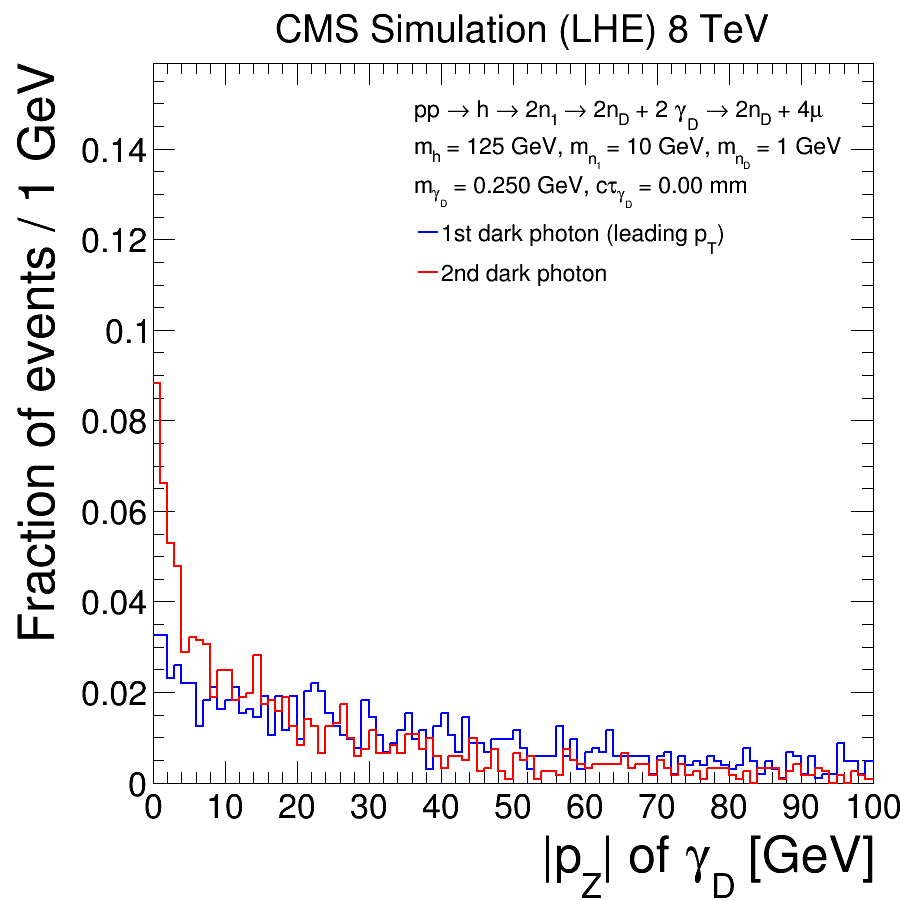 CMS Simulation (LHE) 8 TeV
Fraction of events / 1 GeV
pp → h → 2n1 → 2nD + 2 γD → 2nD + 4μ
mh = 125 GeV, mn1 = 10 GeV, mnD = 1 GeV
mγD = 0.250 GeV, cτγD = 0.00 mm
1st dark photon (leading pT)
2nd dark photon
0.14
0.12
0.1
0.08
0.06
0.04
0.02
0
0 10 20 30 40 50 60 70 80 90 100
|pZ| of γD [GeV]